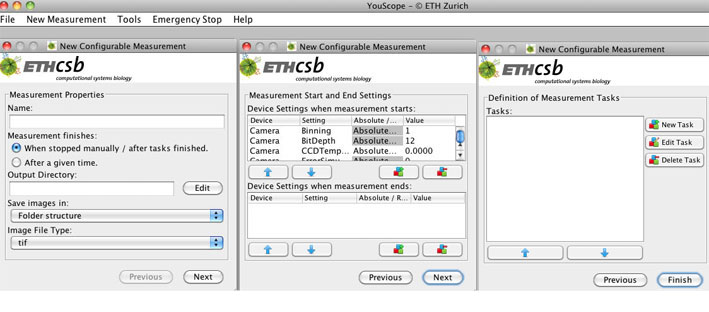 YouScope - © ETH Zurich
File New Measurement Tools Emergency Stop Help
New Configurable Measurement
ETHcsb
computational systems biology
Measurement Properties
Name:
Measurement finishes:
When stopped manually / after tasks finished.
After a given time.
Output Directory:
Edit
Save images in:
Folder structure
Image File Type:
tif
Previous Next
New Configurable Measurement
ETHcsb
computational systems biology
Measurement Start and End Settings
Device Settings when measurement starts:
Device Setting Absolute /... Value
Camera Binning Absolute... 1
Camera BitDepth Absolute... 12
Camera CCDTemp... Absolute... 0.0000
Camera ErrorSimu... Absolute... 0
Device Settings when measurement ends:
Device Setting Absolute / R... Value
Previous Next
New Configurable Measurement
ETHcsb
computational systems biology
Definition of Measurement Tasks
Tasks:
New Task
Edit Task
Delete Task
Previous Finish